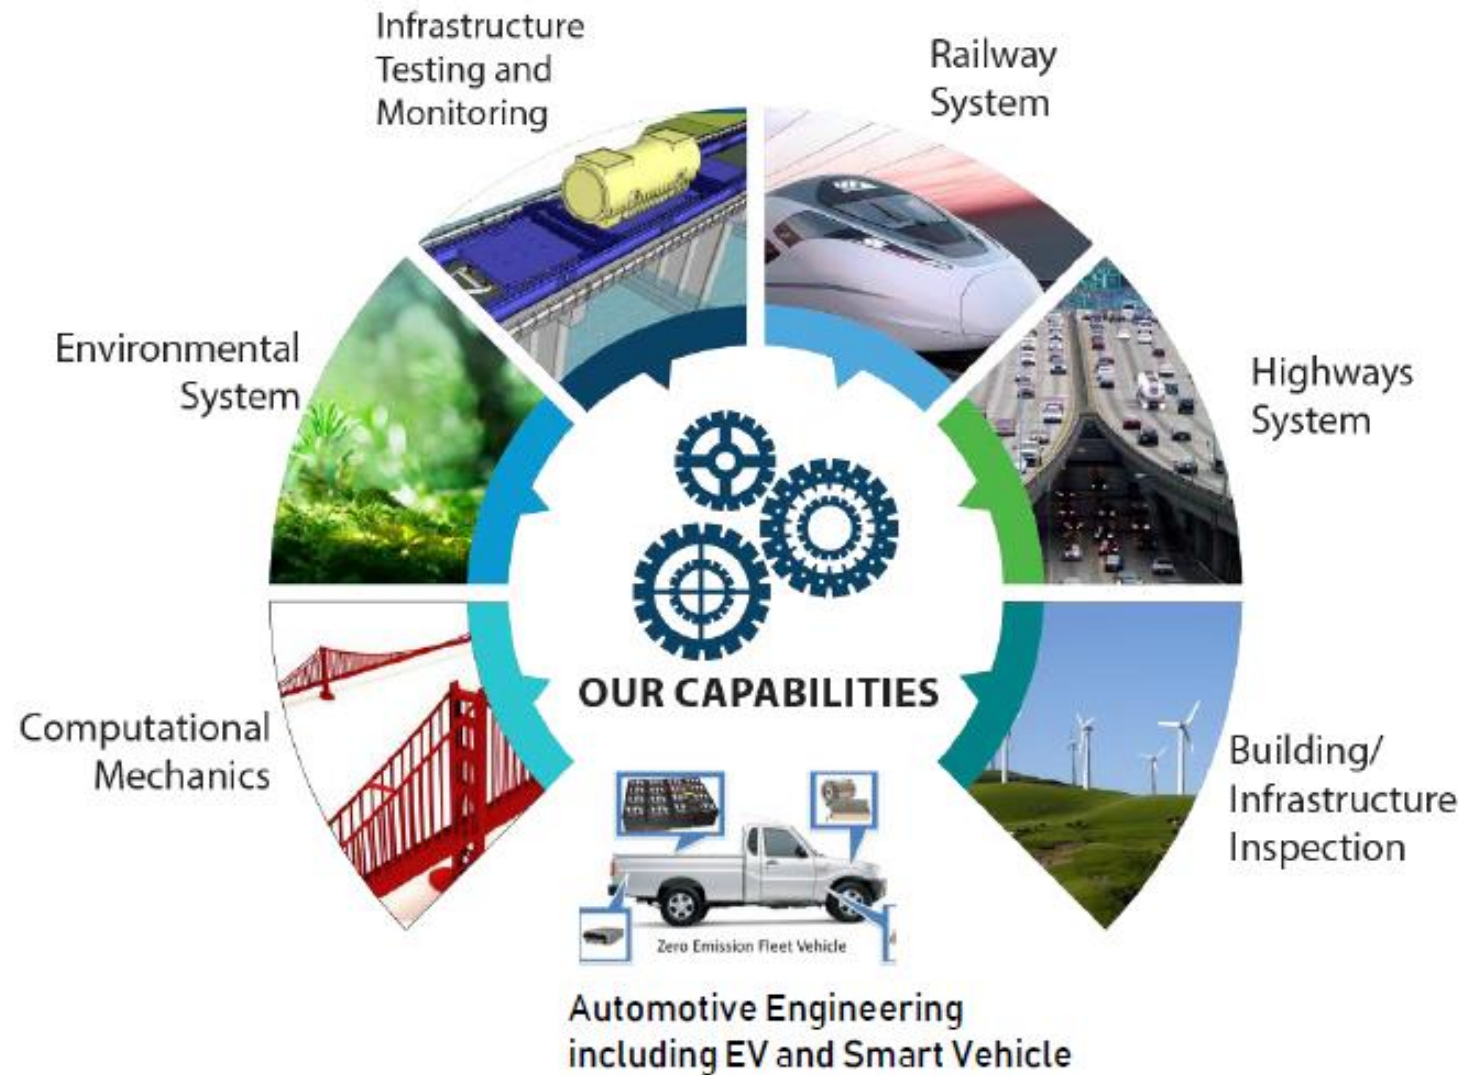 Infrastructure
Testing and
Monitoring
Railway
System
Environmental
System
Highways
System
OUR CAPABILITIES
Computational
Mechanics
Building/
Infrastructure
Inspection
Zero Emission Fleet Vehicle
Automotive Engineering
including EV and Smart Vehicle